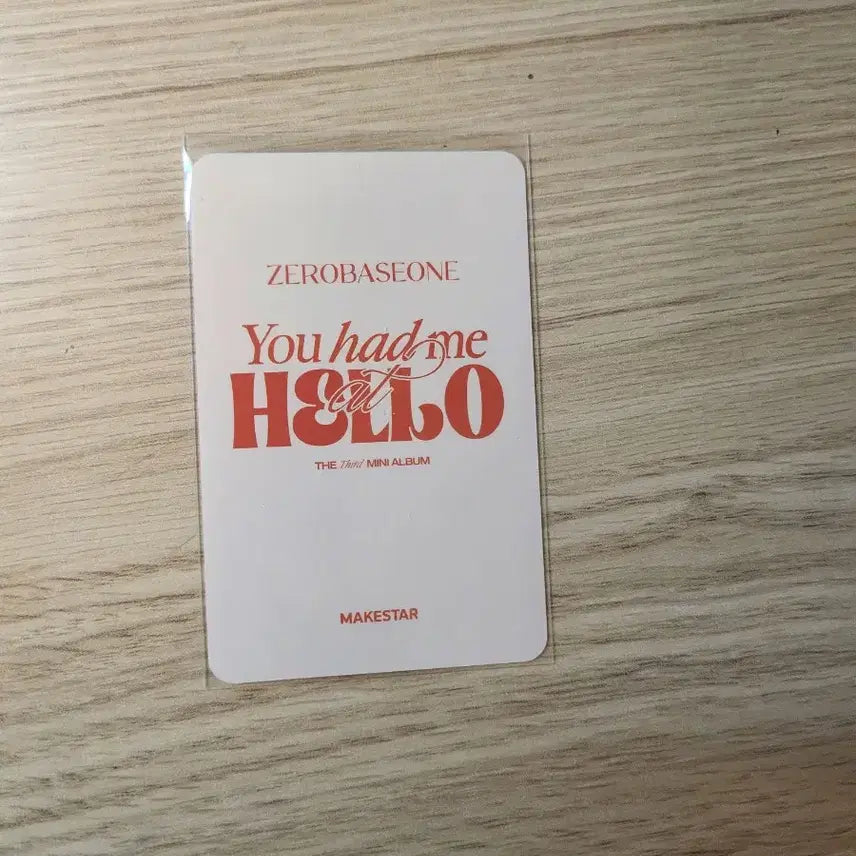 ZEROBASEONE
You had me
at
HELLO
THE Third MINI ALBUM
MAKESTAR